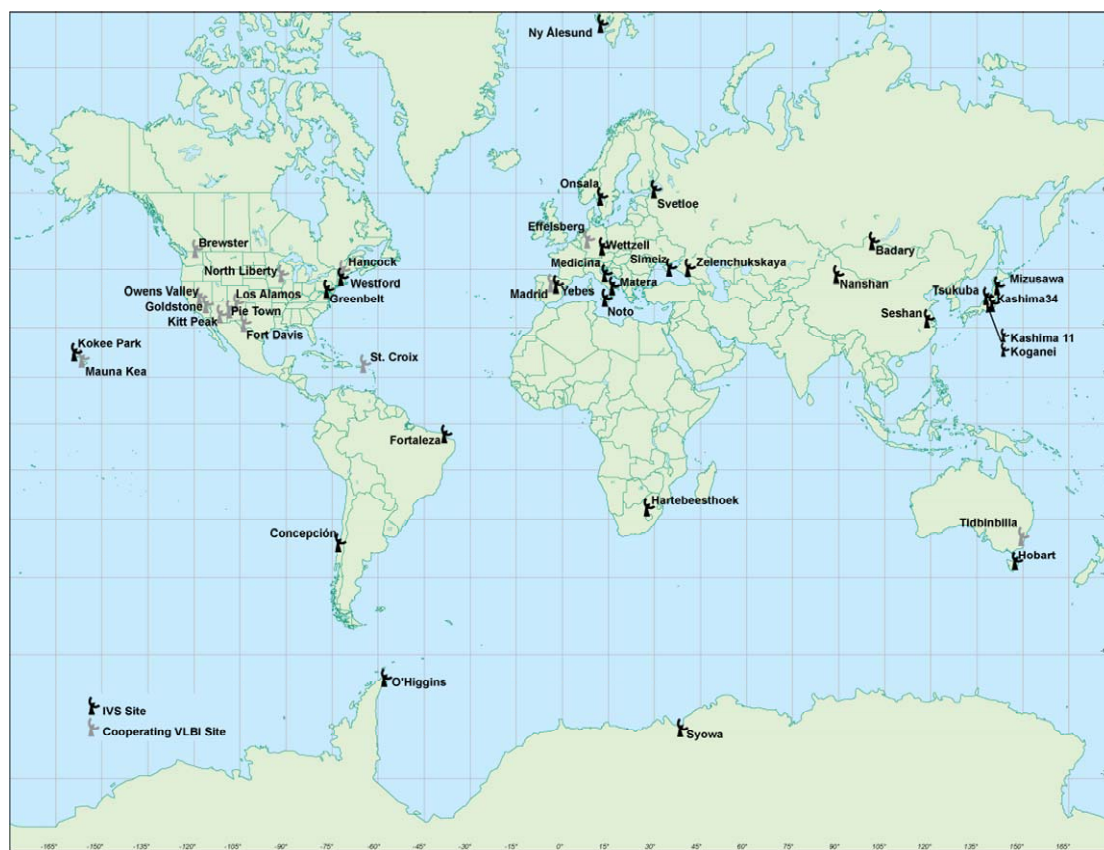 Ny Ålesund
Onsala
Svetloe
Effelsberg
Brewster
Wettzell
Badary
Hancock
Medicina
Simeiz
Zelenchukskaya
North Liberty
Westford
Nanshan
Mizusawa
Owens Valley
Los Alamos
Greenbelt
Madrid
Yebes
Matera
Tsukuba
Kashima34
Goldstone
Pie Town
Noto
Seshan
Kitt Peak
Fort Davis
Kashima 11
Kokee Park
St. Croix
Koganei
Mauna Kea
Fortaleza
Hartebeesthoek
Tidbinbilla
Concepción
Hobart
O'Higgins
IVS Site
Cooperating VLBI Site
Syowa
-165° -150° -135° -120° -105° -90° -75° -60° -45° -30° -15° 0° 15° 30° 45° 60° 75° 90° 105° 120° 135° 150° 165°